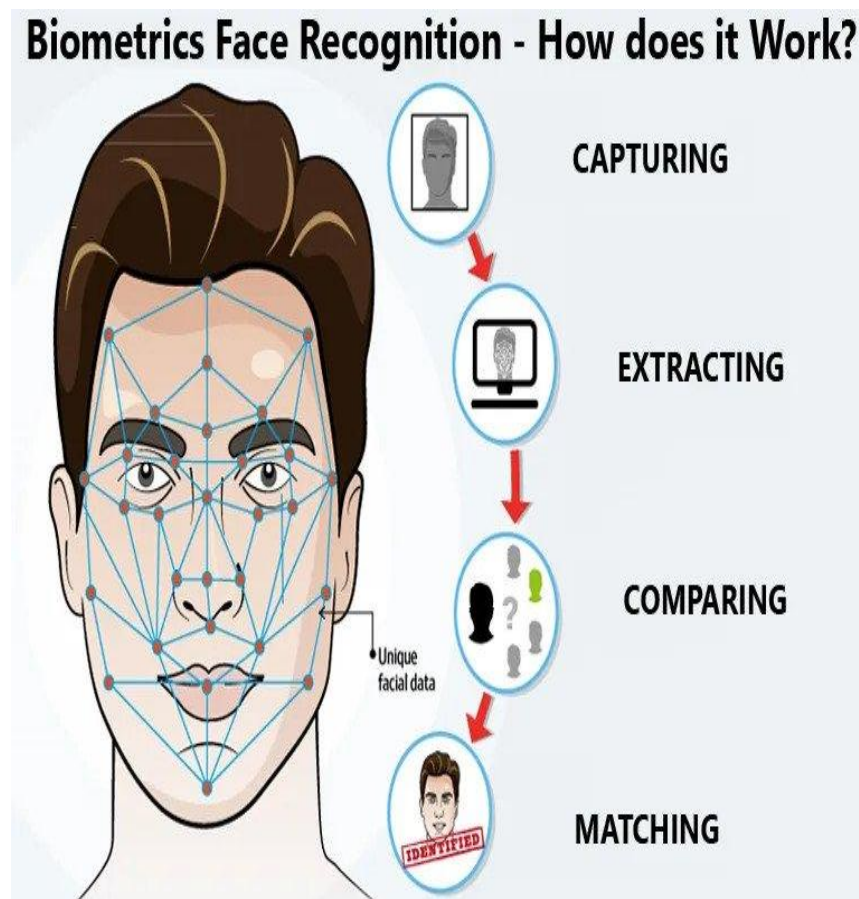 Biometrics Face Recognition - How does it Work?
CAPTURING
EXTRACTING
COMPARING
?
Unique
facial data
MATCHING
IDENTIFIED